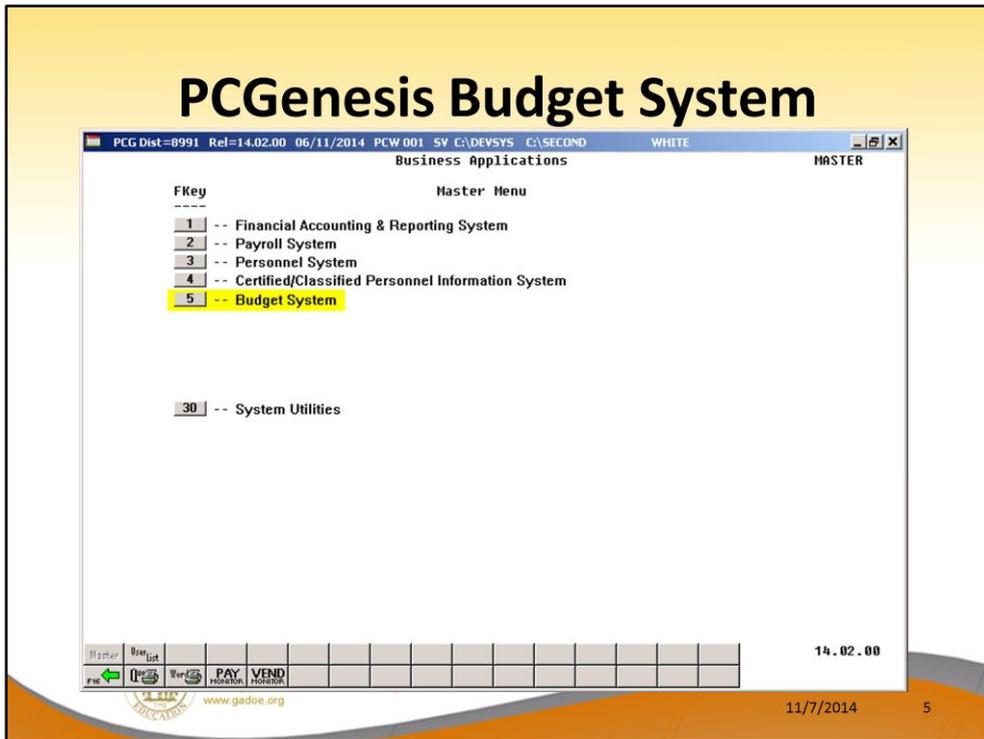 PCGenesis Budget System
PCG Dist=8991 Rel=14.02.00 06/11/2014 PCW 001 SV C:\DEVSYS C:\SECOND WHITE
Business Applications MASTER
FKey Master Menu
----
1 -- Financial Accounting & Reporting System
2 -- Payroll System
3 -- Personnel System
4 -- Certified/Classified Personnel Information System
5 -- Budget System
30 -- System Utilities
Master User List 14.02.00
F16 Word PAY MONITOR VEND MONITOR
EDUCATION www.gadoe.org 11/7/2014 5